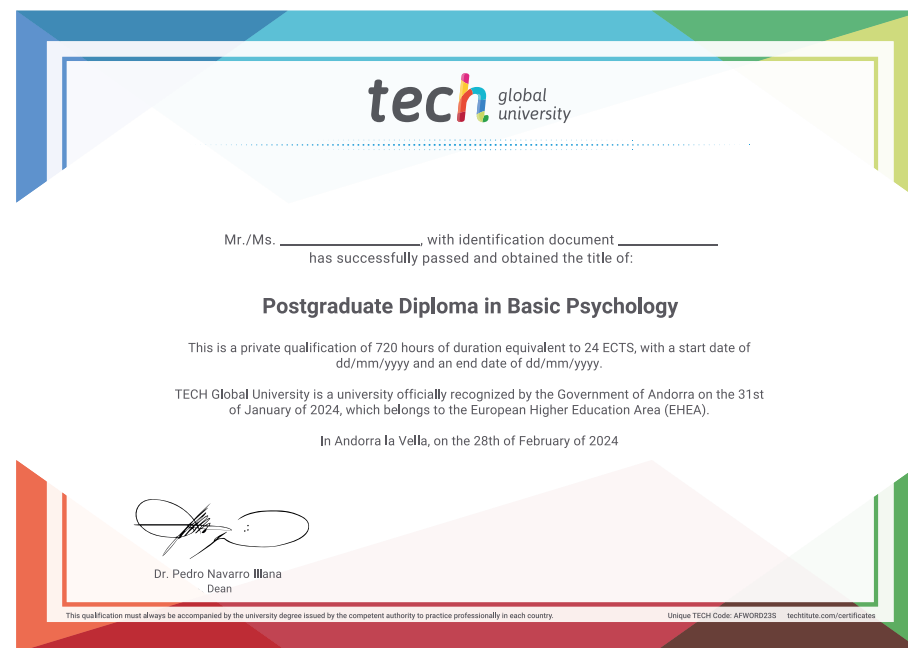 tech global university
Mr./Ms. ____________________, with identification document ______________
has successfully passed and obtained the title of:
Postgraduate Diploma in Basic Psychology
This is a private qualification of 720 hours of duration equivalent to 24 ECTS, with a start date of
dd/mm/yyyy and an end date of dd/mm/yyyy.
TECH Global University is a university officially recognized by the Government of Andorra on the 31st
of January of 2024, which belongs to the European Higher Education Area (EHEA).
In Andorra la Vella, on the 28th of February of 2024
Dr. Pedro Navarro Illana
Dean
This qualification must always be accompanied by the university degree issued by the competent authority to practice professionally in each country. Unique TECH Code: AFWORD23S techtitute.com/certificates